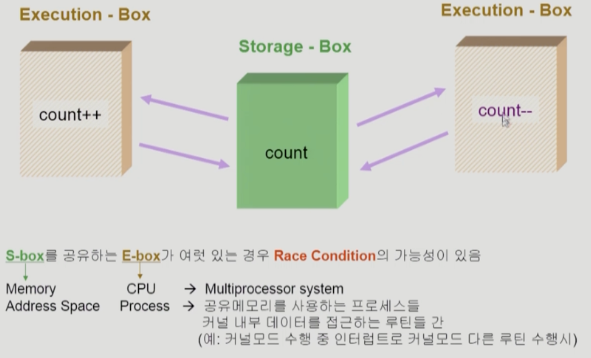 Execution - Box
Execution - Box
Storage - Box
count++
count--
count
S-box를 공유하는 E-box가 여럿 있는 경우 Race Condition의 가능성이 있음
Memory CPU → Multiprocessor system
Address Space Process → 공유메모리를 사용하는 프로세스들
커널 내부 데이터를 접근하는 루틴들 간
(예: 커널모드 수행 중 인터럽트로 커널모드 다른 루틴 수행시)